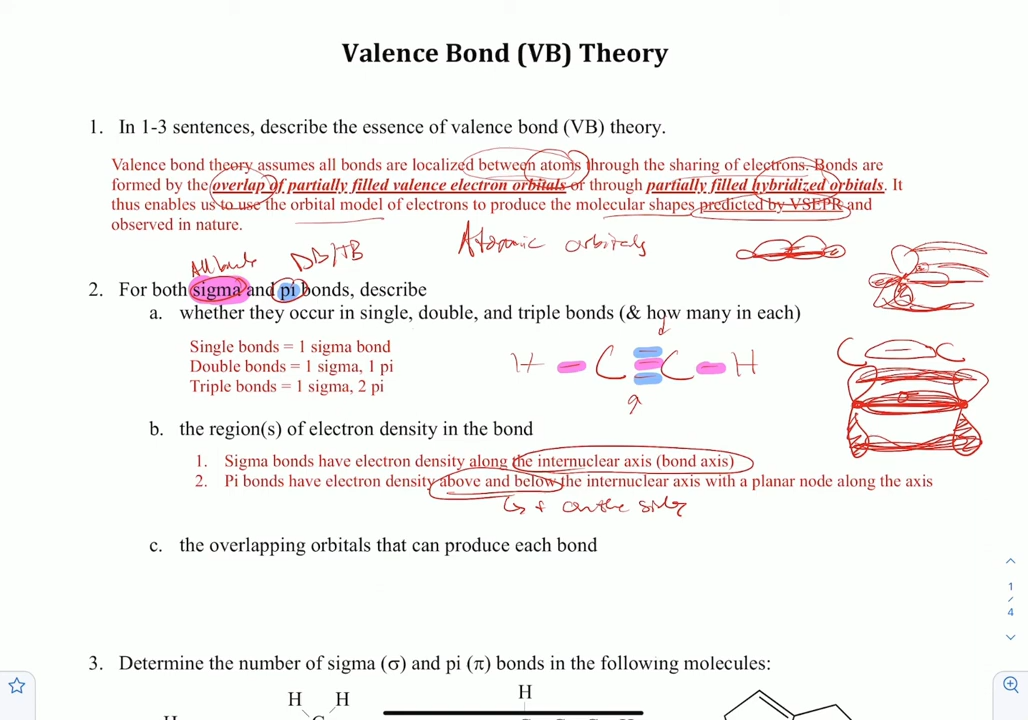 Valence Bond (VB) Theory
1. In 1-3 sentences, describe the essence of valence bond (VB) theory.
Valence bond theory assumes all bonds are localized between atoms through the sharing of electrons. Bonds are
formed by the overlap of partially filled valence electron orbitals or through partially filled hybridized orbitals. It
thus enables us to use the orbital model of electrons to produce the molecular shapes predicted by VSEPR and
observed in nature.
Atomic orbitals
All bonds DB/TB
2. For both sigma and pi bonds, describe
a. whether they occur in single, double, and triple bonds (& how many in each)
Single bonds = 1 sigma bond
Double bonds = 1 sigma, 1 pi
Triple bonds = 1 sigma, 2 pi
H C C H
C C
b. the region(s) of electron density in the bond
1. Sigma bonds have electron density along the internuclear axis (bond axis)
2. Pi bonds have electron density above and below the internuclear axis with a planar node along the axis
on the sides
c. the overlapping orbitals that can produce each bond
1
/
4
3. Determine the number of sigma (σ) and pi (π) bonds in the following molecules:
H H
H